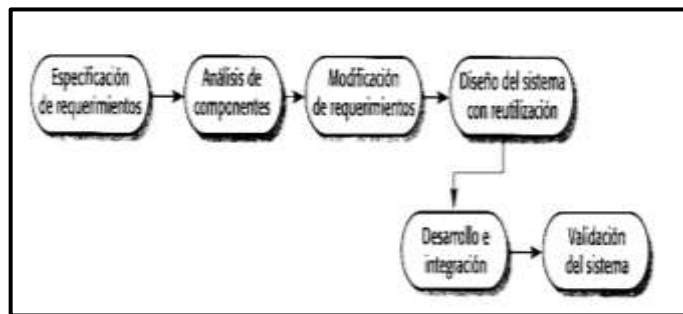 Especificación
de requerimientos
Análisis de
componentes
Modificación
de requerimientos
Diseño del sistema
con reutilización
Desarrollo e
integración
Validación
del sistema